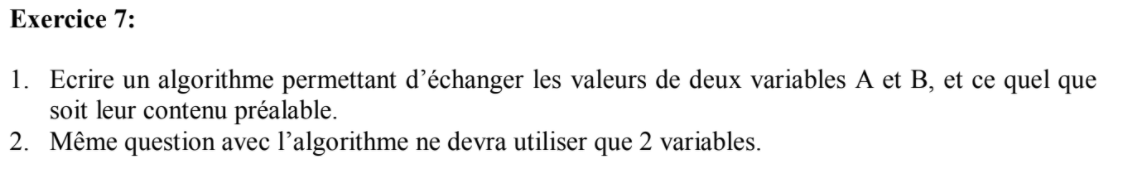 Exercice 7:
1. Ecrire un algorithme permettant d’échanger les valeurs de deux variables A et B, et ce quel que
soit leur contenu préalable.
2. Même question avec l’algorithme ne devra utiliser que 2 variables.